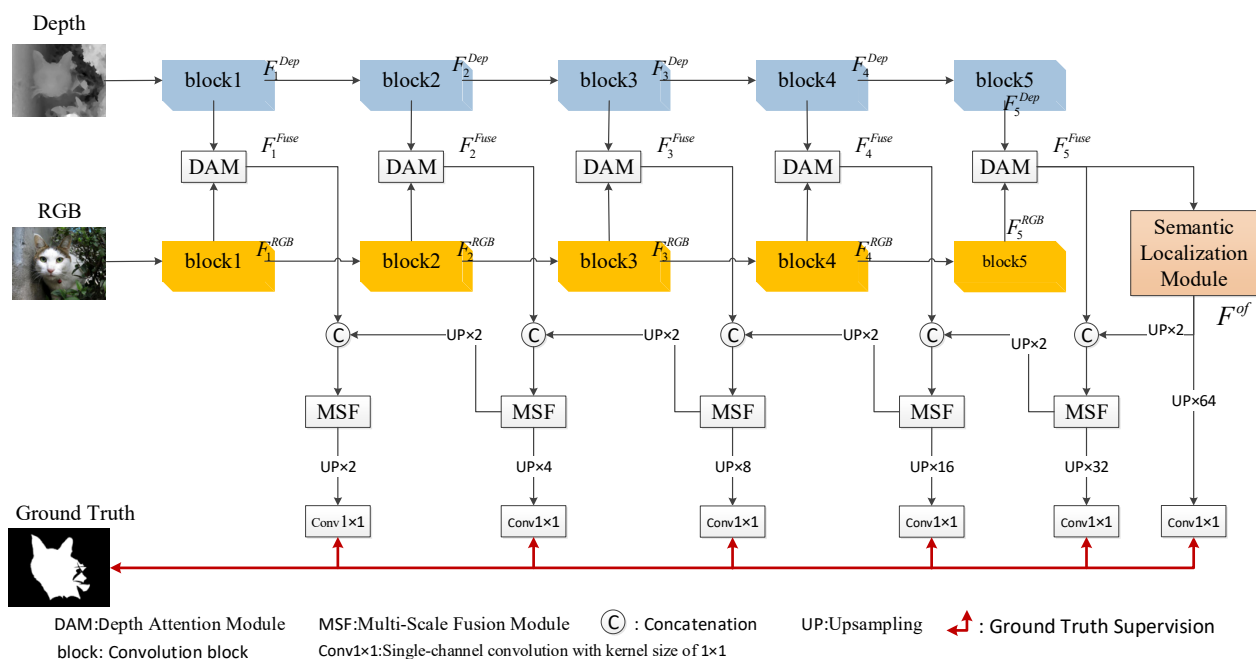 Depth
block1
F_1^{Dep}
block2
F_2^{Dep}
block3
F_3^{Dep}
block4
F_4^{Dep}
block5
F_5^{Dep}
DAM
F_1^{Fuse}
DAM
F_2^{Fuse}
DAM
F_3^{Fuse}
DAM
F_4^{Fuse}
DAM
F_5^{Fuse}
RGB
block1
F_1^{RGB}
block2
F_2^{RGB}
block3
F_3^{RGB}
block4
F_4^{RGB}
block5
F_5^{RGB}
Semantic
Localization
Module
F^{of}
C
UP×2
C
UP×2
C
UP×2
C
UP×2
C
UP×2
MSF
MSF
MSF
MSF
MSF
UP×64
UP×2
UP×4
UP×8
UP×16
UP×32
Conv1×1
Conv1×1
Conv1×1
Conv1×1
Conv1×1
Conv1×1
Ground Truth
DAM:Depth Attention Module
MSF:Multi-Scale Fusion Module
C : Concatenation
UP:Upsampling
: Ground Truth Supervision
block: Convolution block
Conv1×1:Single-channel convolution with kernel size of 1×1